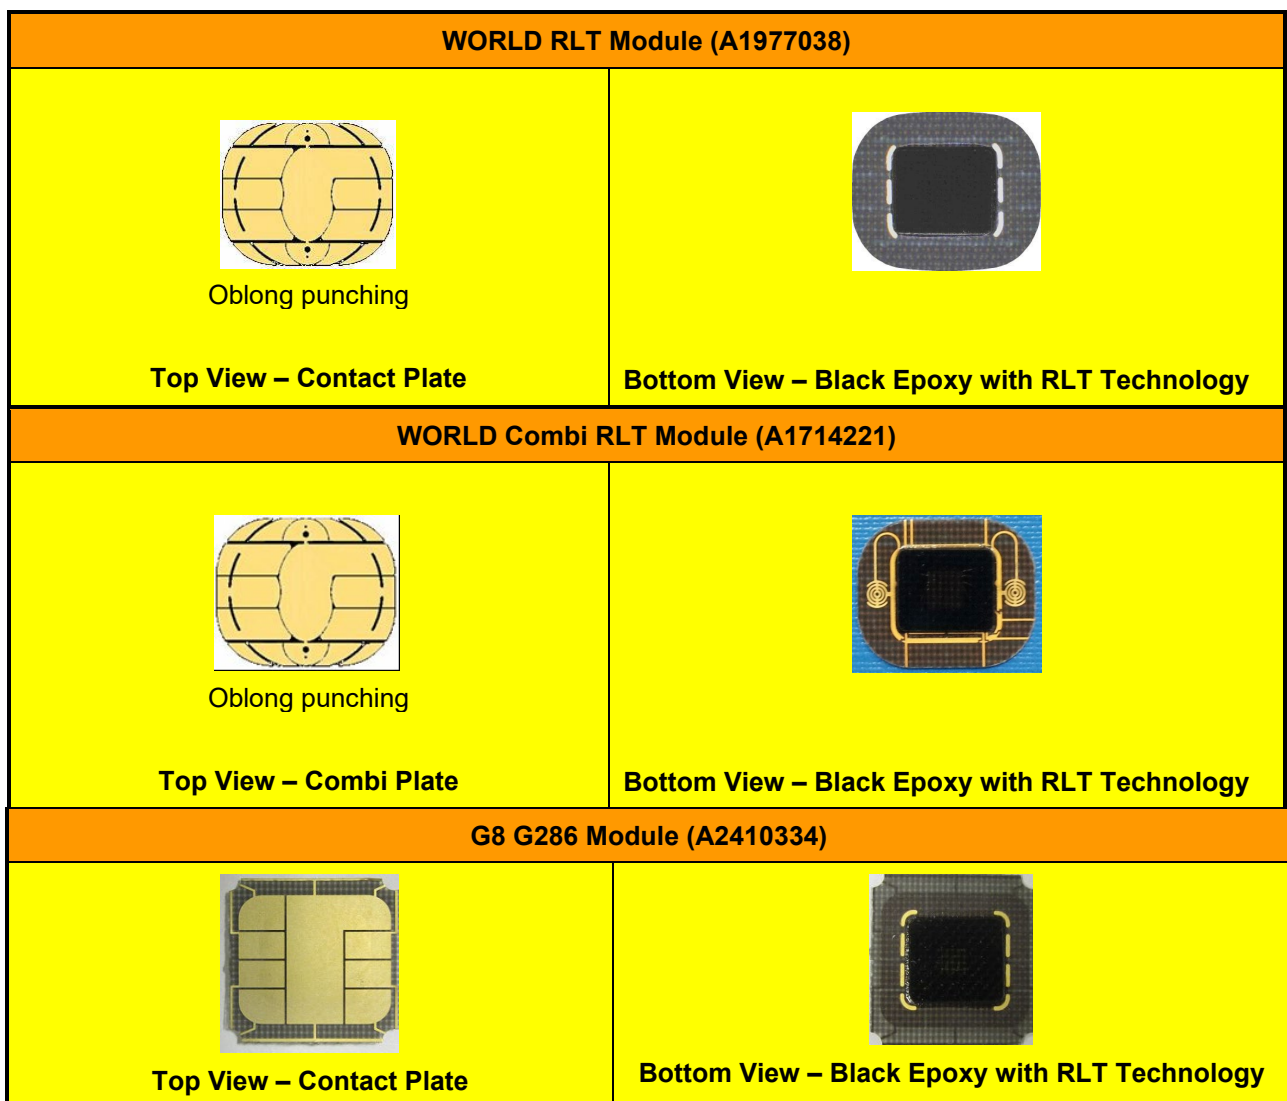 WORLD RLT Module (A1977038)
Oblong punching
Top View – Contact Plate
Bottom View – Black Epoxy with RLT Technology
WORLD Combi RLT Module (A1714221)
Oblong punching
Top View – Combi Plate
Bottom View – Black Epoxy with RLT Technology
G8 G286 Module (A2410334)
Top View – Contact Plate
Bottom View – Black Epoxy with RLT Technology